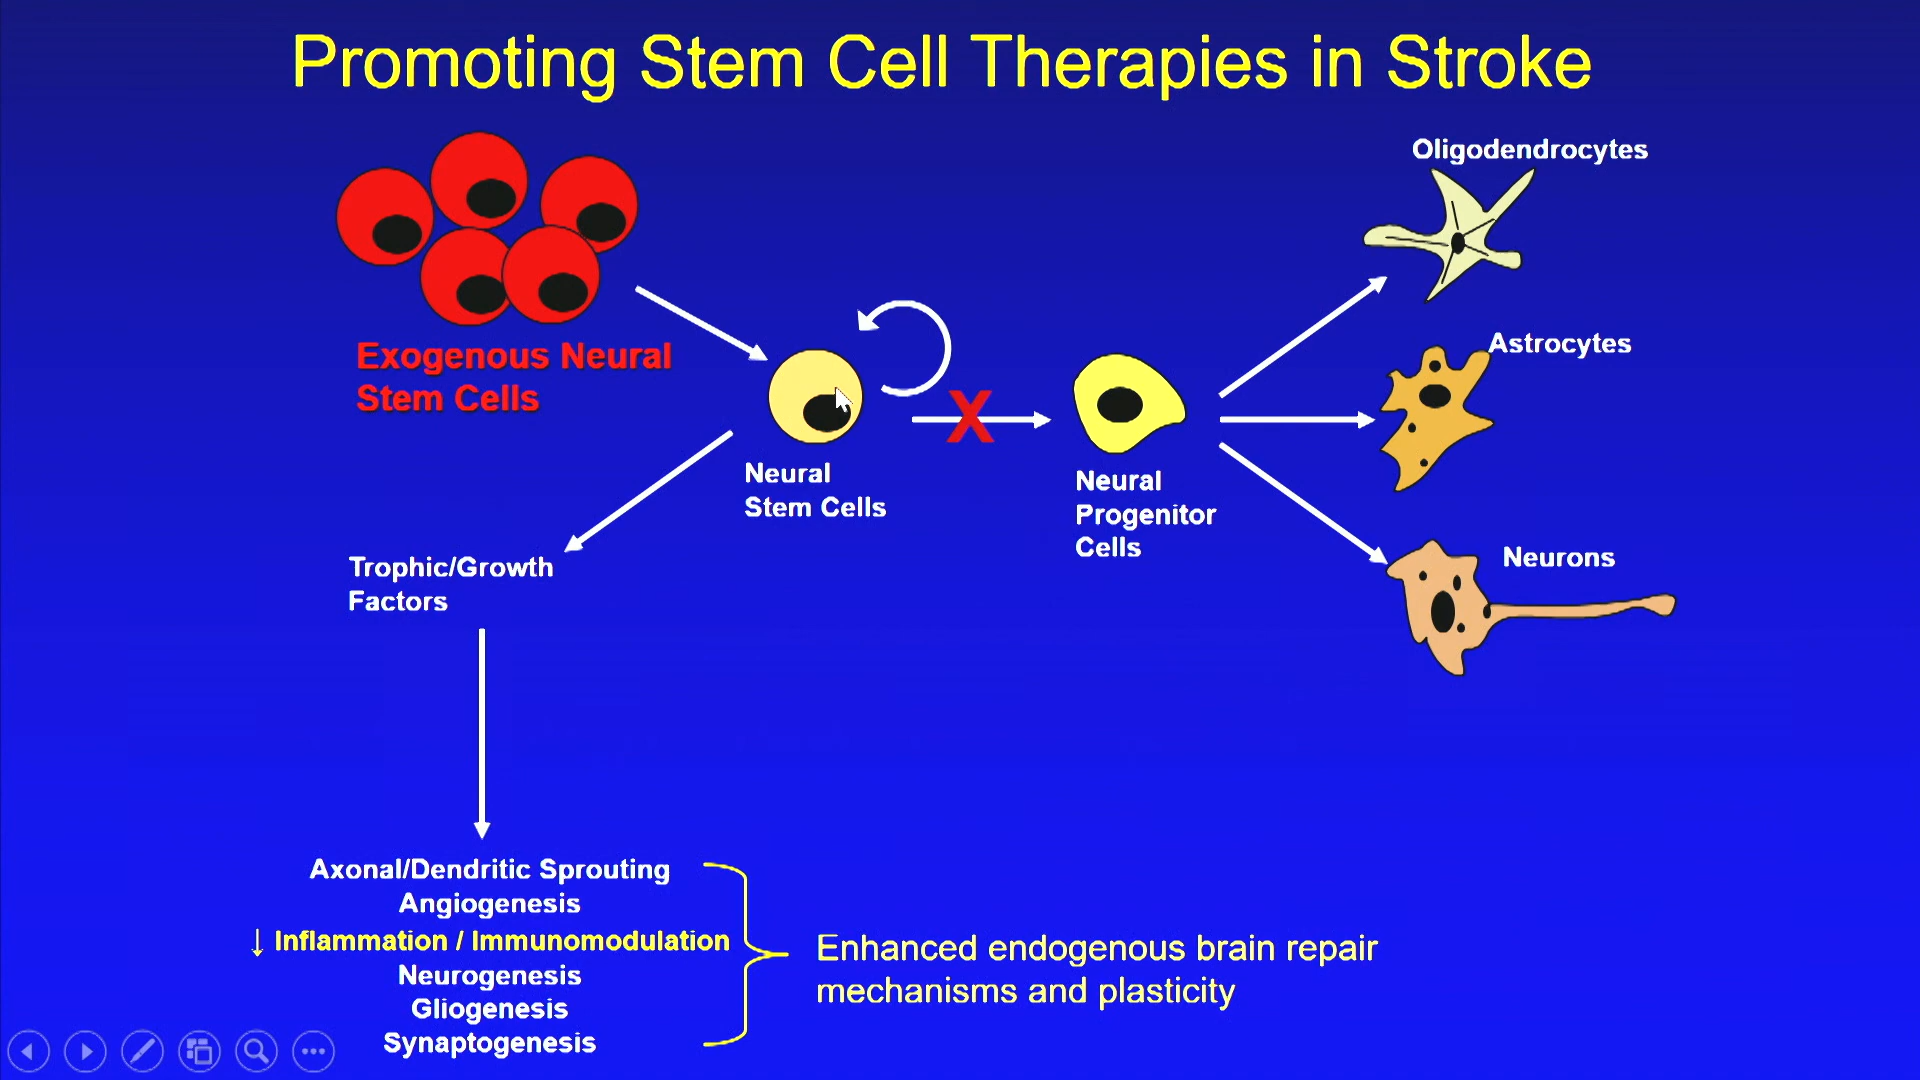 Promoting Stem Cell Therapies in Stroke
Oligodendrocytes
Astrocytes
Exogenous Neural
Stem Cells
X
Neural
Stem Cells
Neural
Progenitor
Cells
Neurons
Trophic/Growth
Factors
Axonal/Dendritic Sprouting
Angiogenesis
↓ Inflammation / Immunomodulation
Neurogenesis
Gliogenesis
Synaptogenesis
Enhanced endogenous brain repair
mechanisms and plasticity